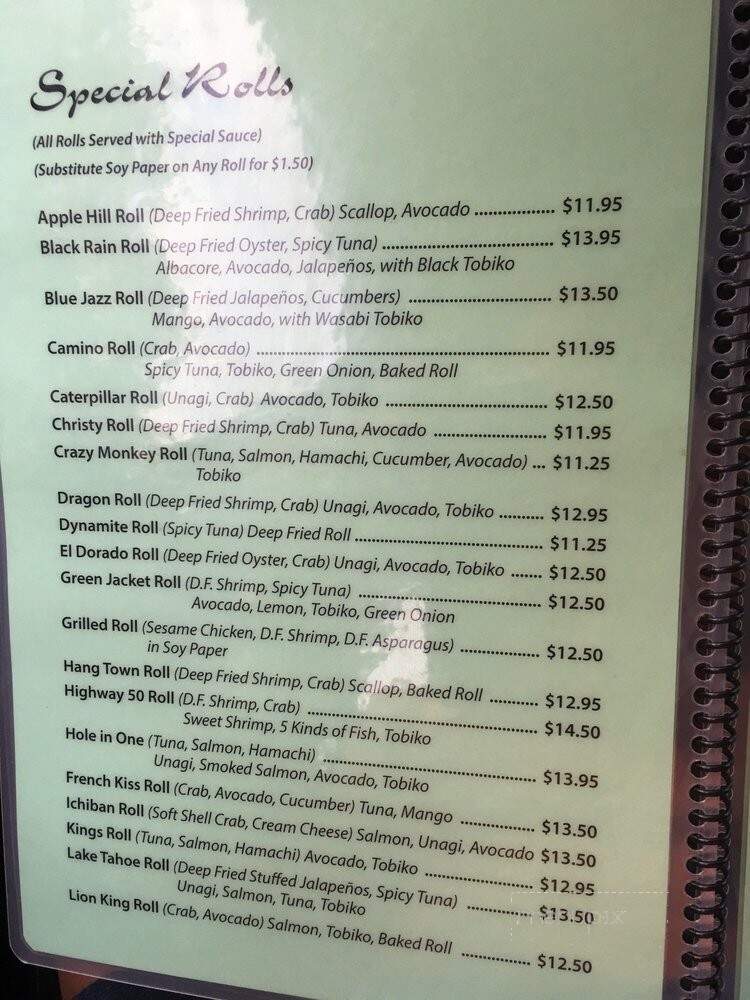 Special Rolls
(All Rolls Served with Special Sauce)
(Substitute Soy Paper on Any Roll for $1.50)
Apple Hill Roll (Deep Fried Shrimp, Crab) Scallop, Avocado .................. $11.95
Black Rain Roll (Deep Fried Oyster, Spicy Tuna) ...................................... $13.95
Albacore, Avocado, Jalapeños, with Black Tobiko
Blue Jazz Roll (Deep Fried Jalapeños, Cucumbers) ................................ $13.50
Mango, Avocado, with Wasabi Tobiko
Camino Roll (Crab, Avocado) .................................................................. $11.95
Spicy Tuna, Tobiko, Green Onion, Baked Roll
Caterpillar Roll (Unagi, Crab) Avocado, Tobiko .................................... $12.50
Christy Roll (Deep Fried Shrimp, Crab) Tuna, Avocado ......................... $11.95
Crazy Monkey Roll (Tuna, Salmon, Hamachi, Cucumber, Avocado) ... $11.25
Tobiko
Dragon Roll (Deep Fried Shrimp, Crab) Unagi, Avocado, Tobiko .......... $12.95
Dynamite Roll (Spicy Tuna) Deep Fried Roll .......................................... $11.25
El Dorado Roll (Deep Fried Oyster, Crab) Unagi, Avocado, Tobiko ....... $12.50
Green Jacket Roll (D.F. Shrimp, Spicy Tuna) ......................................... $12.50
Avocado, Lemon, Tobiko, Green Onion
Grilled Roll (Sesame Chicken, D.F. Shrimp, D.F. Asparagus) .................. $12.50
in Soy Paper
Hang Town Roll (Deep Fried Shrimp, Crab) Scallop, Baked Roll ........... $12.95
Highway 50 Roll (D.F. Shrimp, Crab) .................................................... $14.50
Sweet Shrimp, 5 Kinds of Fish, Tobiko
Hole in One (Tuna, Salmon, Hamachi) ................................................ $13.95
Unagi, Smoked Salmon, Avocado, Tobiko
French Kiss Roll (Crab, Avocado, Cucumber) Tuna, Mango ................. $13.50
Ichiban Roll (Soft Shell Crab, Cream Cheese) Salmon, Unagi, Avocado $13.50
Kings Roll (Tuna, Salmon, Hamachi) Avocado, Tobiko ......................... $12.95
Lake Tahoe Roll (Deep Fried Stuffed Jalapeños, Spicy Tuna) .............. $13.50
Unagi, Salmon, Tuna, Tobiko
Lion King Roll (Crab, Avocado) Salmon, Tobiko, Baked Roll ................ $12.50